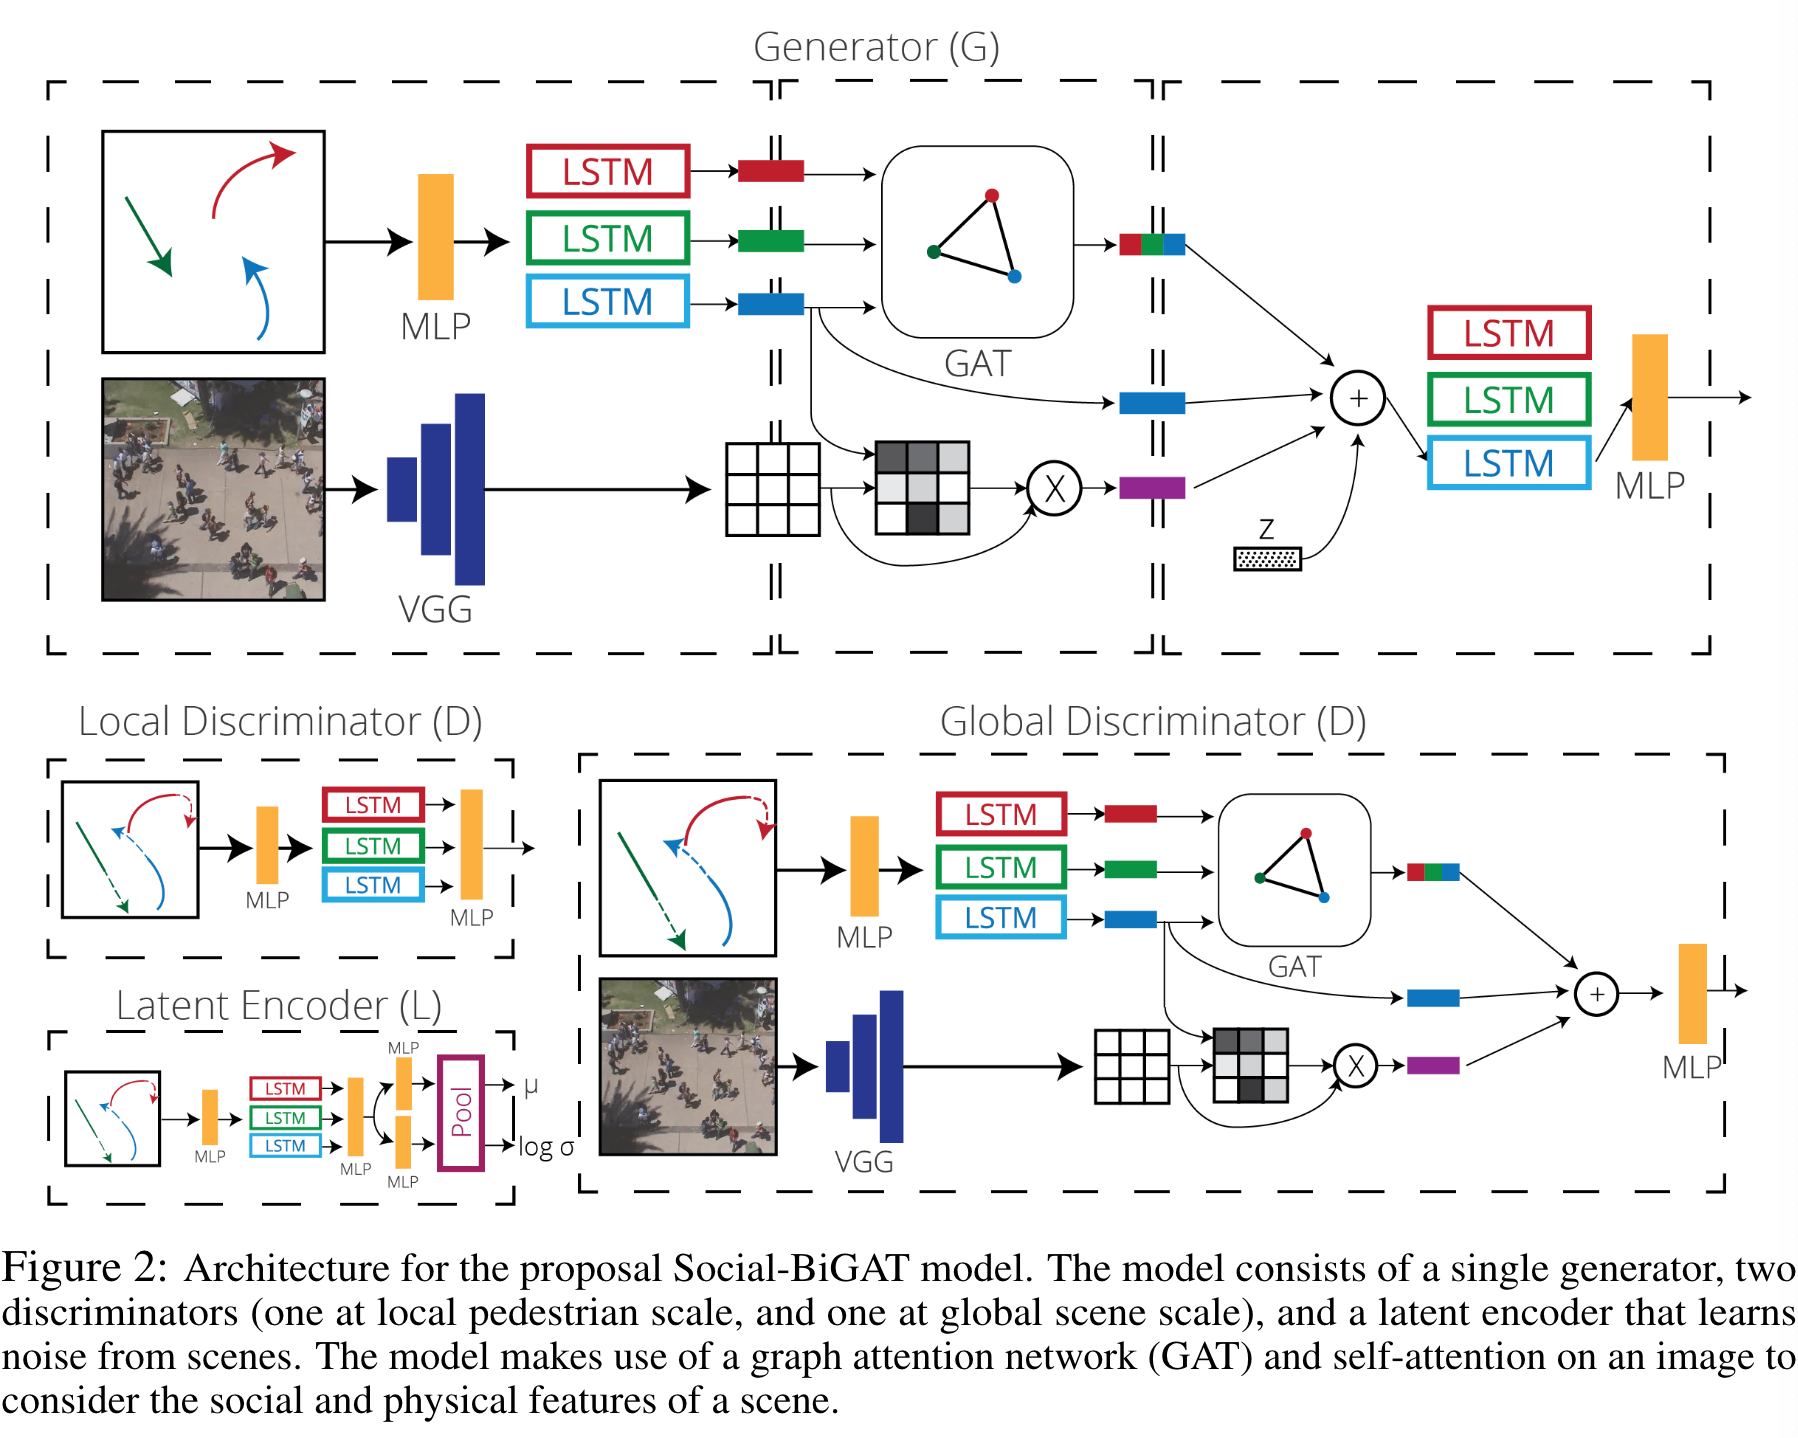 Generator (G)
LSTM
LSTM
LSTM
MLP
GAT
VGG
X
+
Z
LSTM
LSTM
LSTM
MLP
Local Discriminator (D)
MLP
LSTM
LSTM
LSTM
MLP
Latent Encoder (L)
MLP
LSTM
LSTM
LSTM
MLP
MLP
MLP
Pool
μ
log σ
Global Discriminator (D)
MLP
LSTM
LSTM
LSTM
GAT
VGG
X
+
MLP
Figure 2: Architecture for the proposal Social-BiGAT model. The model consists of a single generator, two
discriminators (one at local pedestrian scale, and one at global scene scale), and a latent encoder that learns
noise from scenes. The model makes use of a graph attention network (GAT) and self-attention on an image to
consider the social and physical features of a scene.